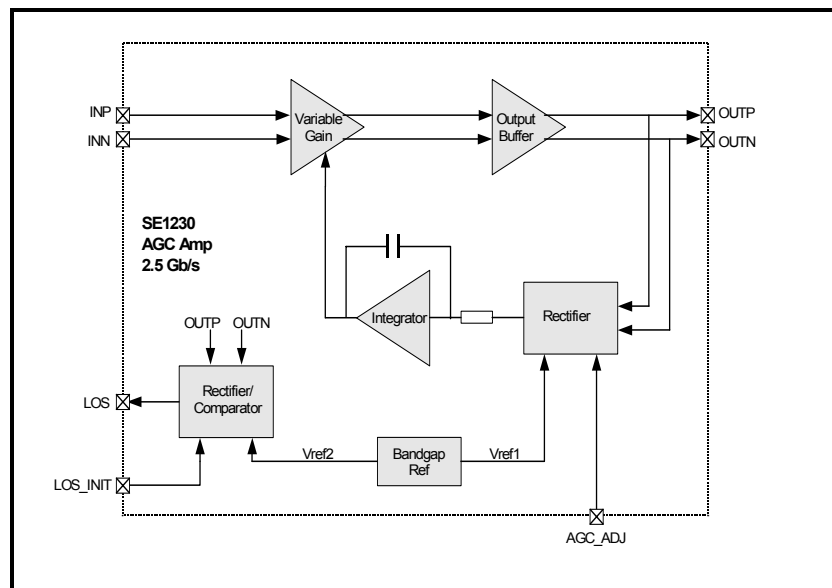 INP
INN
Variable
Gain
Output
Buffer
OUTP
OUTN
SE1230
AGC Amp
2.5 Gb/s
Integrator
Rectifier
OUTP
OUTN
LOS
Rectifier/
Comparator
LOS_INIT
Vref2
Bandgap
Ref
Vref1
AGC_ADJ